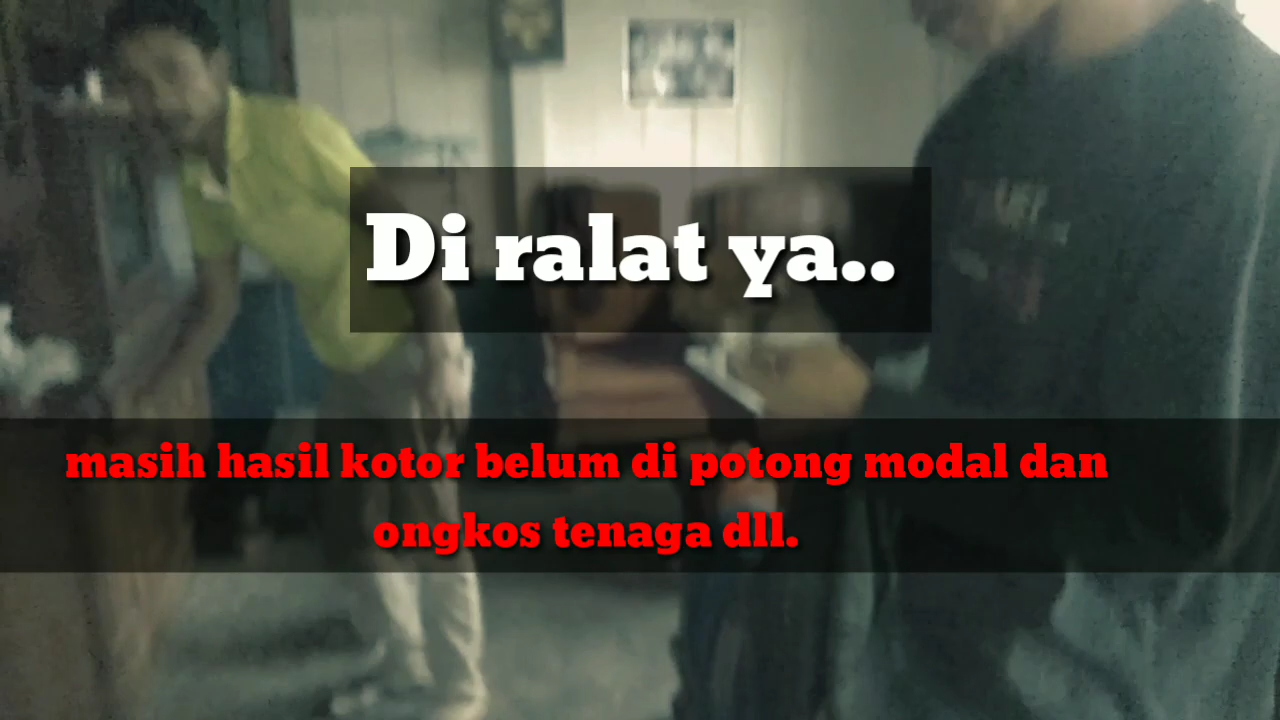 Di ralat ya..
masih hasil kotor belum di potong modal dan
ongkos tenaga dll.